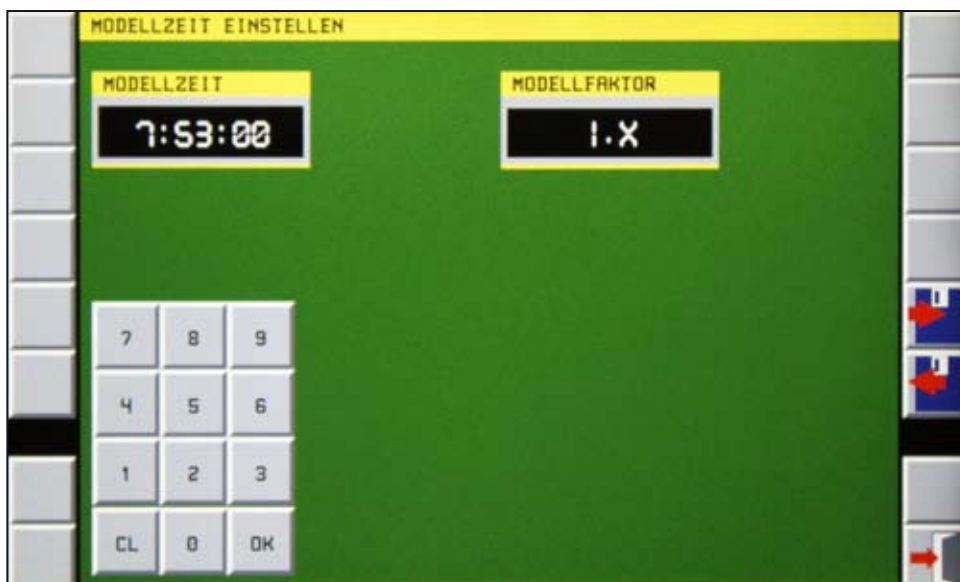 MODELLZEIT EINSTELLEN
MODELLZEIT
MODELLFAKTOR
7:53:00
1.X
7 8 9
4 5 6
1 2 3
CL 0 OK